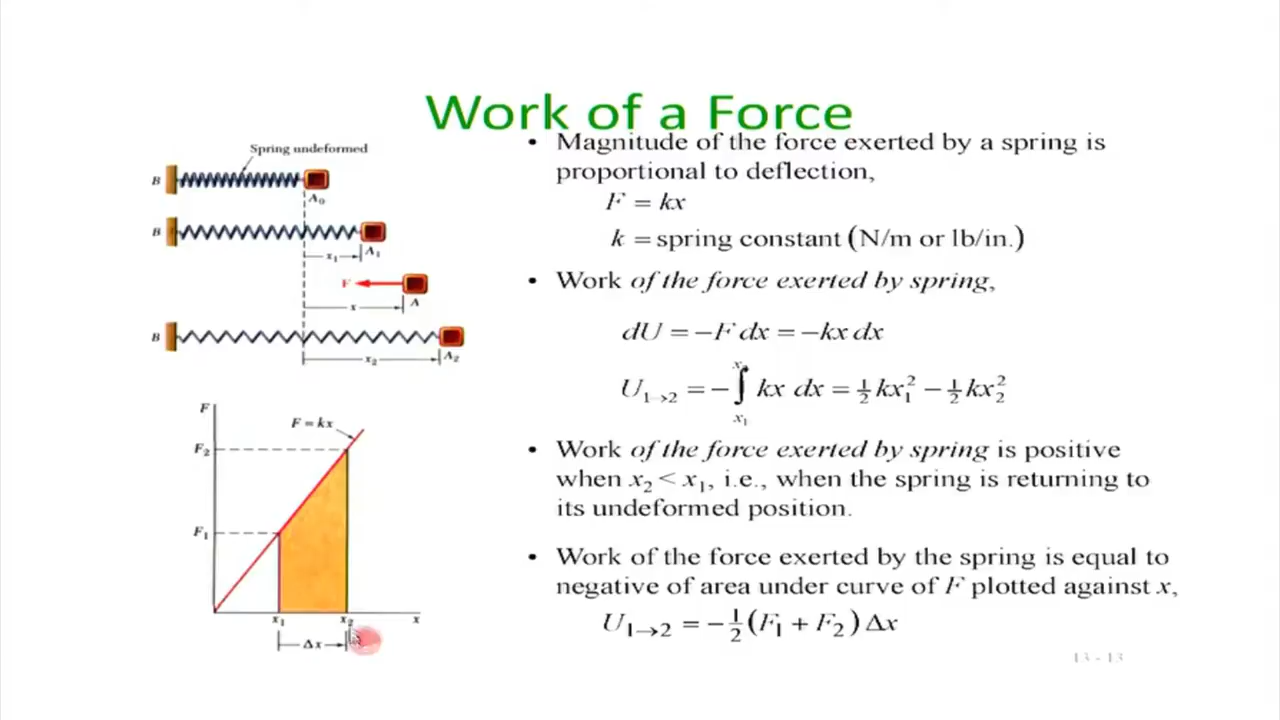 Work of a Force
Spring undeformed
B
A₀
B
x₁
A₁
F
x
A
B
x₂
A₂
F
F = kx
F₂
F₁
x₁
x₂
x
Δx
• Magnitude of the force exerted by a spring is
proportional to deflection,
F = kx
k = spring constant (N/m or lb/in.)
• Work of the force exerted by spring,
dU = −F dx = −kx dx
U₁→₂ = −∫ₓ₁ˣ² kx dx = ½kx₁² − ½kx₂²
• Work of the force exerted by spring is positive
when x₂ < x₁, i.e., when the spring is returning to
its undeformed position.
• Work of the force exerted by the spring is equal to
negative of area under curve of F plotted against x,
U₁→₂ = −½(F₁ + F₂) Δx
13 - 13